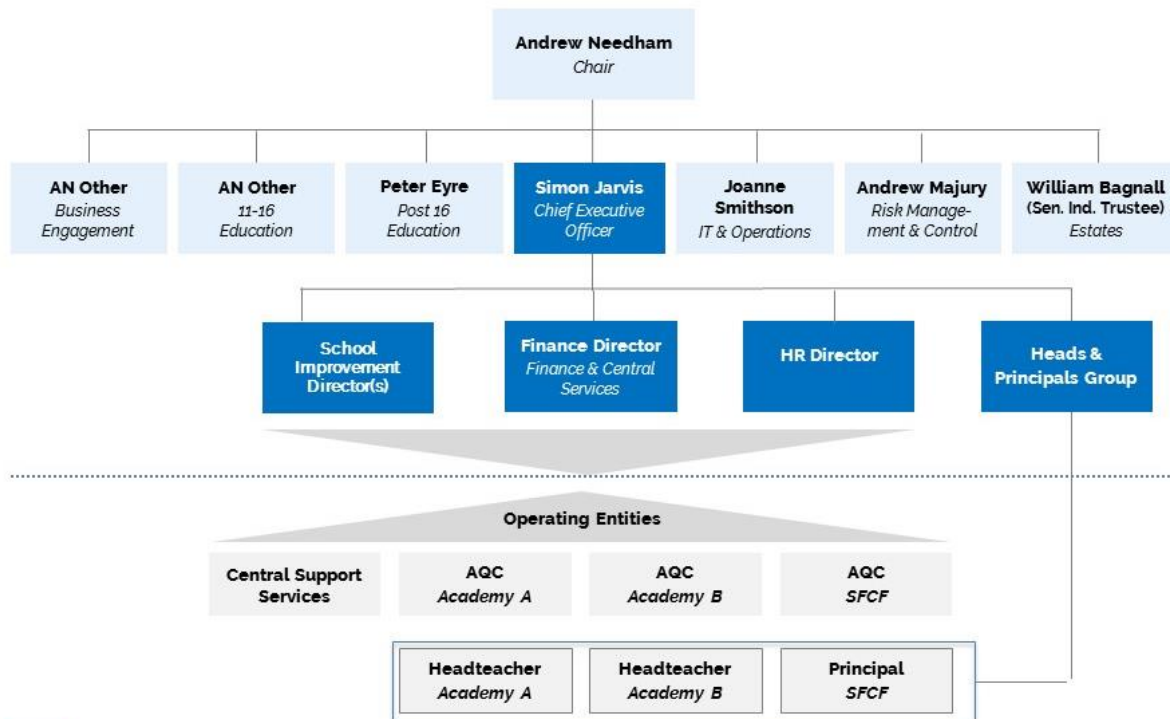 Andrew Needham
Chair
AN Other
Business
Engagement
AN Other
11-16
Education
Peter Eyre
Post 16
Education
Simon Jarvis
Chief Executive
Officer
Joanne
Smithson
IT & Operations
Andrew Majury
Risk Manage-
ment & Control
William Bagnall
(Sen. Ind. Trustee)
Estates
School
Improvement
Director(s)
Finance Director
Finance & Central
Services
HR Director
Heads &
Principals Group
Operating Entities
Central Support
Services
AQC
Academy A
AQC
Academy B
AQC
SFCF
Headteacher
Academy A
Headteacher
Academy B
Principal
SFCF